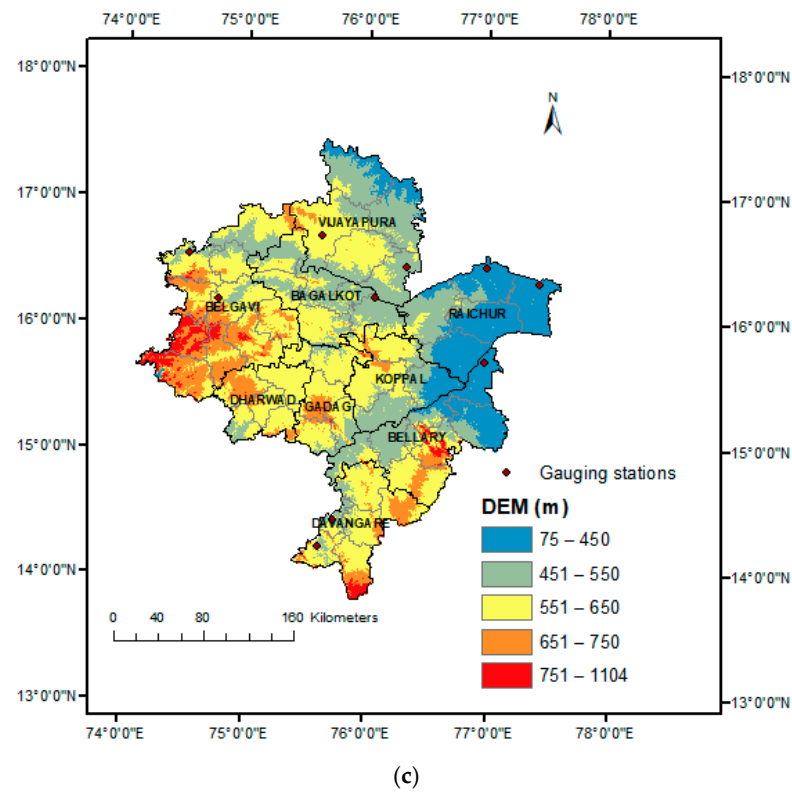 74°0'0"E 75°0'0"E 76°0'0"E 77°0'0"E 78°0'0"E
18°0'0"N
18°0'0"N
N
17°0'0"N
17°0'0"N
VIJAYAPURA
BAGALKOT
BELGAVI
RAICHUR
16°0'0"N
16°0'0"N
KOPPAL
DHARWAD
GADAG
BELLARY
15°0'0"N
15°0'0"N
Gauging stations
DEM (m)
DAVANGARE
75 – 450
451 – 550
14°0'0"N
14°0'0"N
551 – 650
0 40 80 160 Kilometers
651 – 750
751 – 1104
13°0'0"N
13°0'0"N
74°0'0"E 75°0'0"E 76°0'0"E 77°0'0"E 78°0'0"E
(c)